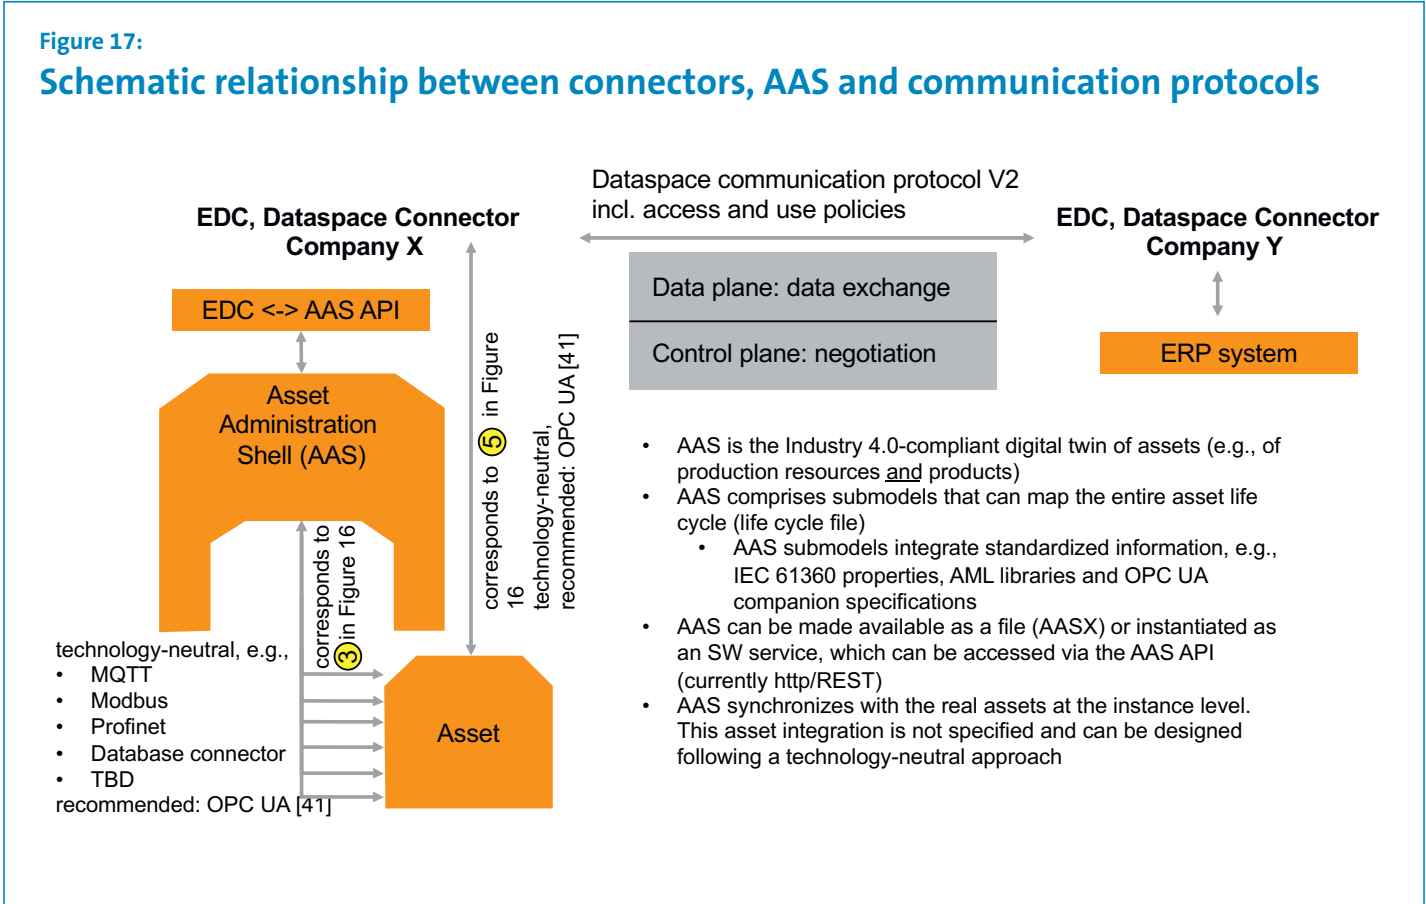 Figure 17:
Schematic relationship between connectors, AAS and communication protocols
Dataspace communication protocol V2
incl. access and use policies
EDC, Dataspace Connector
Company X
EDC, Dataspace Connector
Company Y
EDC <-> AAS API
Data plane: data exchange
Control plane: negotiation
ERP system
Asset
Administration
Shell (AAS)
corresponds to 5 in Figure
16
technology-neutral,
recommended: OPC UA [41]
corresponds to
3 in Figure 16
technology-neutral, e.g.,
• MQTT
• Modbus
• Profinet
• Database connector
• TBD
recommended: OPC UA [41]
Asset
• AAS is the Industry 4.0-compliant digital twin of assets (e.g., of
production resources and products)
• AAS comprises submodels that can map the entire asset life
cycle (life cycle file)
• AAS submodels integrate standardized information, e.g.,
IEC 61360 properties, AML libraries and OPC UA
companion specifications
• AAS can be made available as a file (AASX) or instantiated as
an SW service, which can be accessed via the AAS API
(currently http/REST)
• AAS synchronizes with the real assets at the instance level.
This asset integration is not specified and can be designed
following a technology-neutral approach